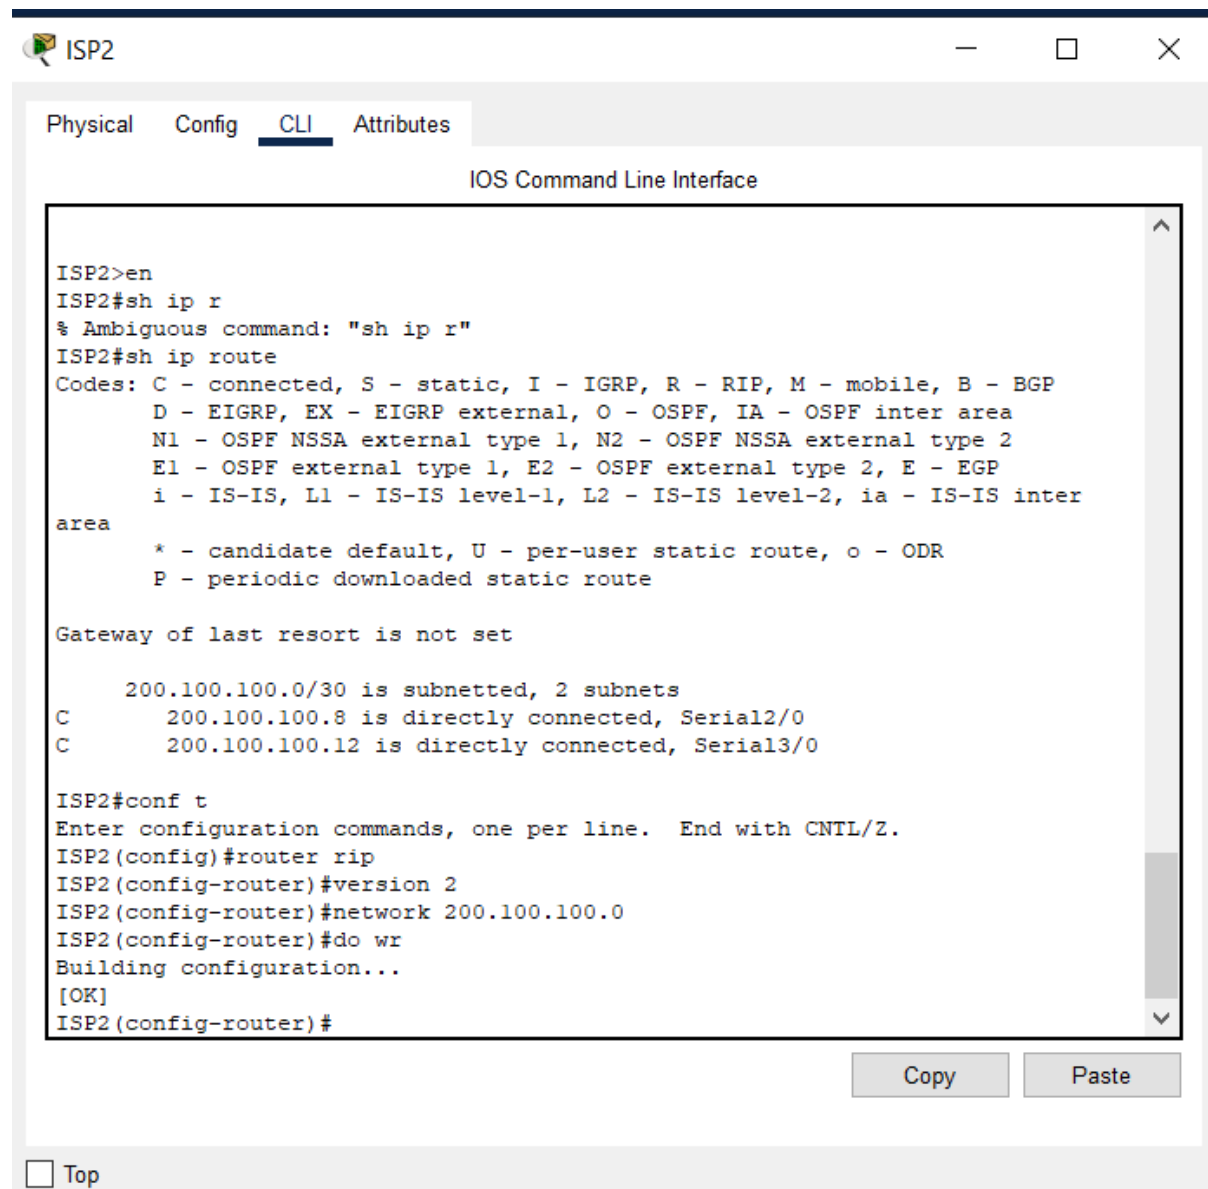 ISP2
Physical Config CLI Attributes
IOS Command Line Interface
ISP2>en
ISP2#sh ip r
% Ambiguous command: "sh ip r"
ISP2#sh ip route
Codes: C - connected, S - static, I - IGRP, R - RIP, M - mobile, B - BGP
       D - EIGRP, EX - EIGRP external, O - OSPF, IA - OSPF inter area
       N1 - OSPF NSSA external type 1, N2 - OSPF NSSA external type 2
       E1 - OSPF external type 1, E2 - OSPF external type 2, E - EGP
       i - IS-IS, L1 - IS-IS level-1, L2 - IS-IS level-2, ia - IS-IS inter
area
       * - candidate default, U - per-user static route, o - ODR
       P - periodic downloaded static route
Gateway of last resort is not set
     200.100.100.0/30 is subnetted, 2 subnets
C       200.100.100.8 is directly connected, Serial2/0
C       200.100.100.12 is directly connected, Serial3/0
ISP2#conf t
Enter configuration commands, one per line.  End with CNTL/Z.
ISP2(config)#router rip
ISP2(config-router)#version 2
ISP2(config-router)#network 200.100.100.0
ISP2(config-router)#do wr
Building configuration...
[OK]
ISP2(config-router)#
Copy Paste
Top